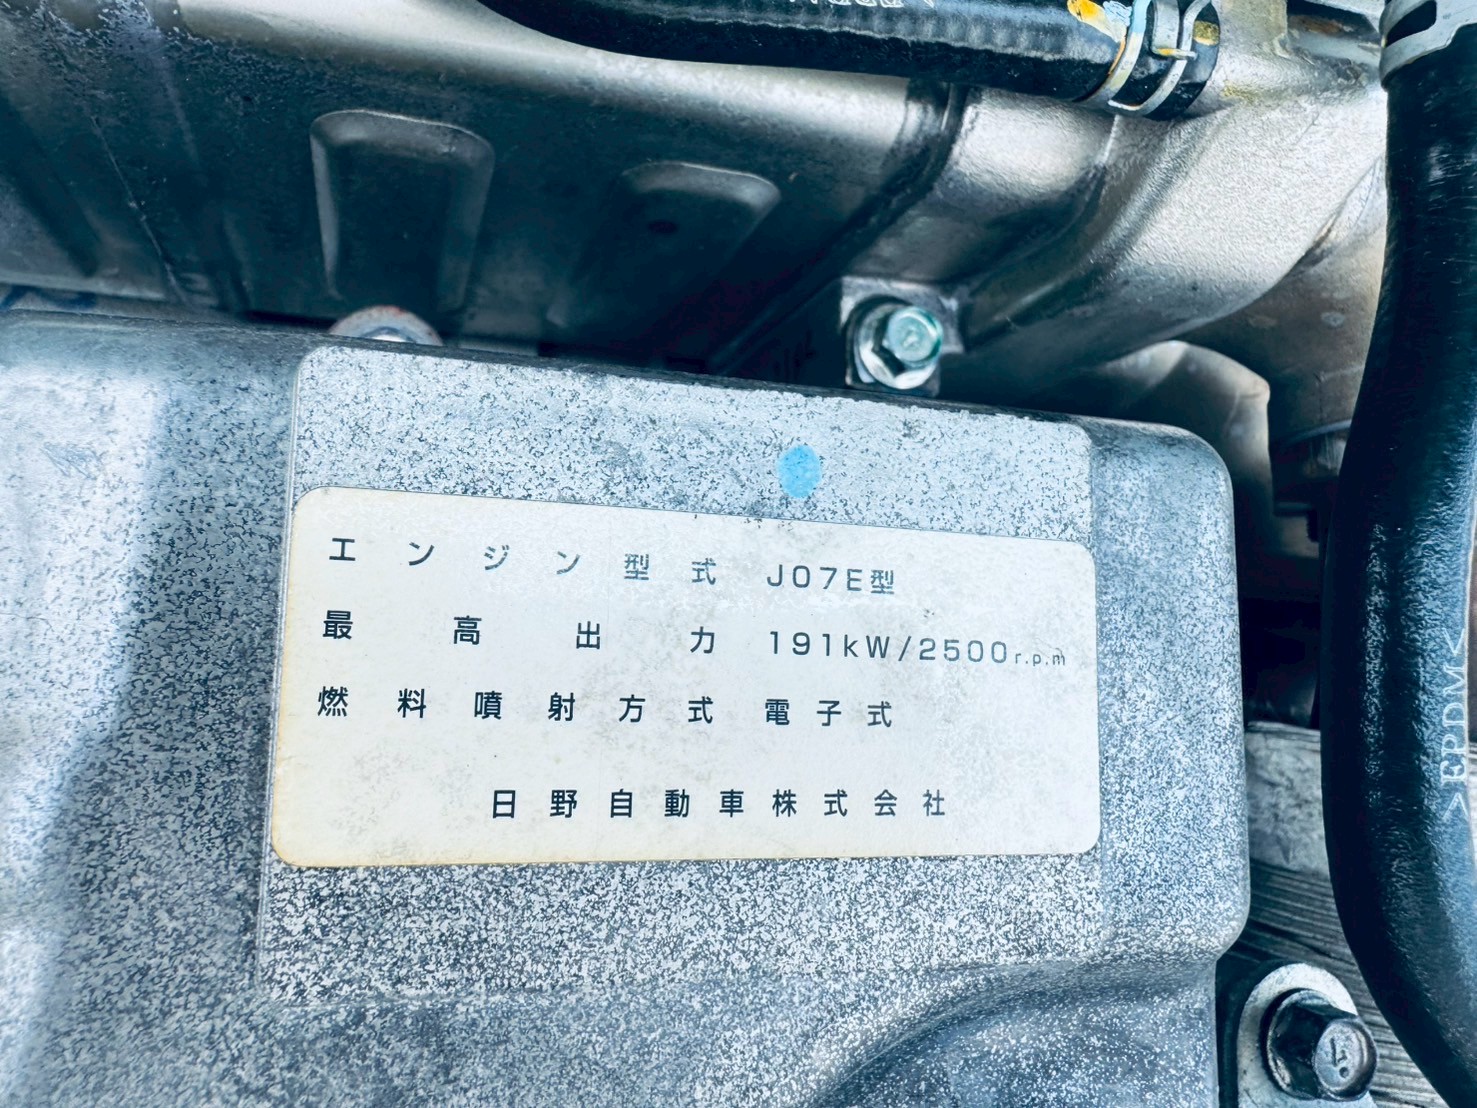 エンジン型式 J07E型
最高出力 191kW/2500r.p.m
燃料噴射方式 電子式
日野自動車株式会社
>EPDM<